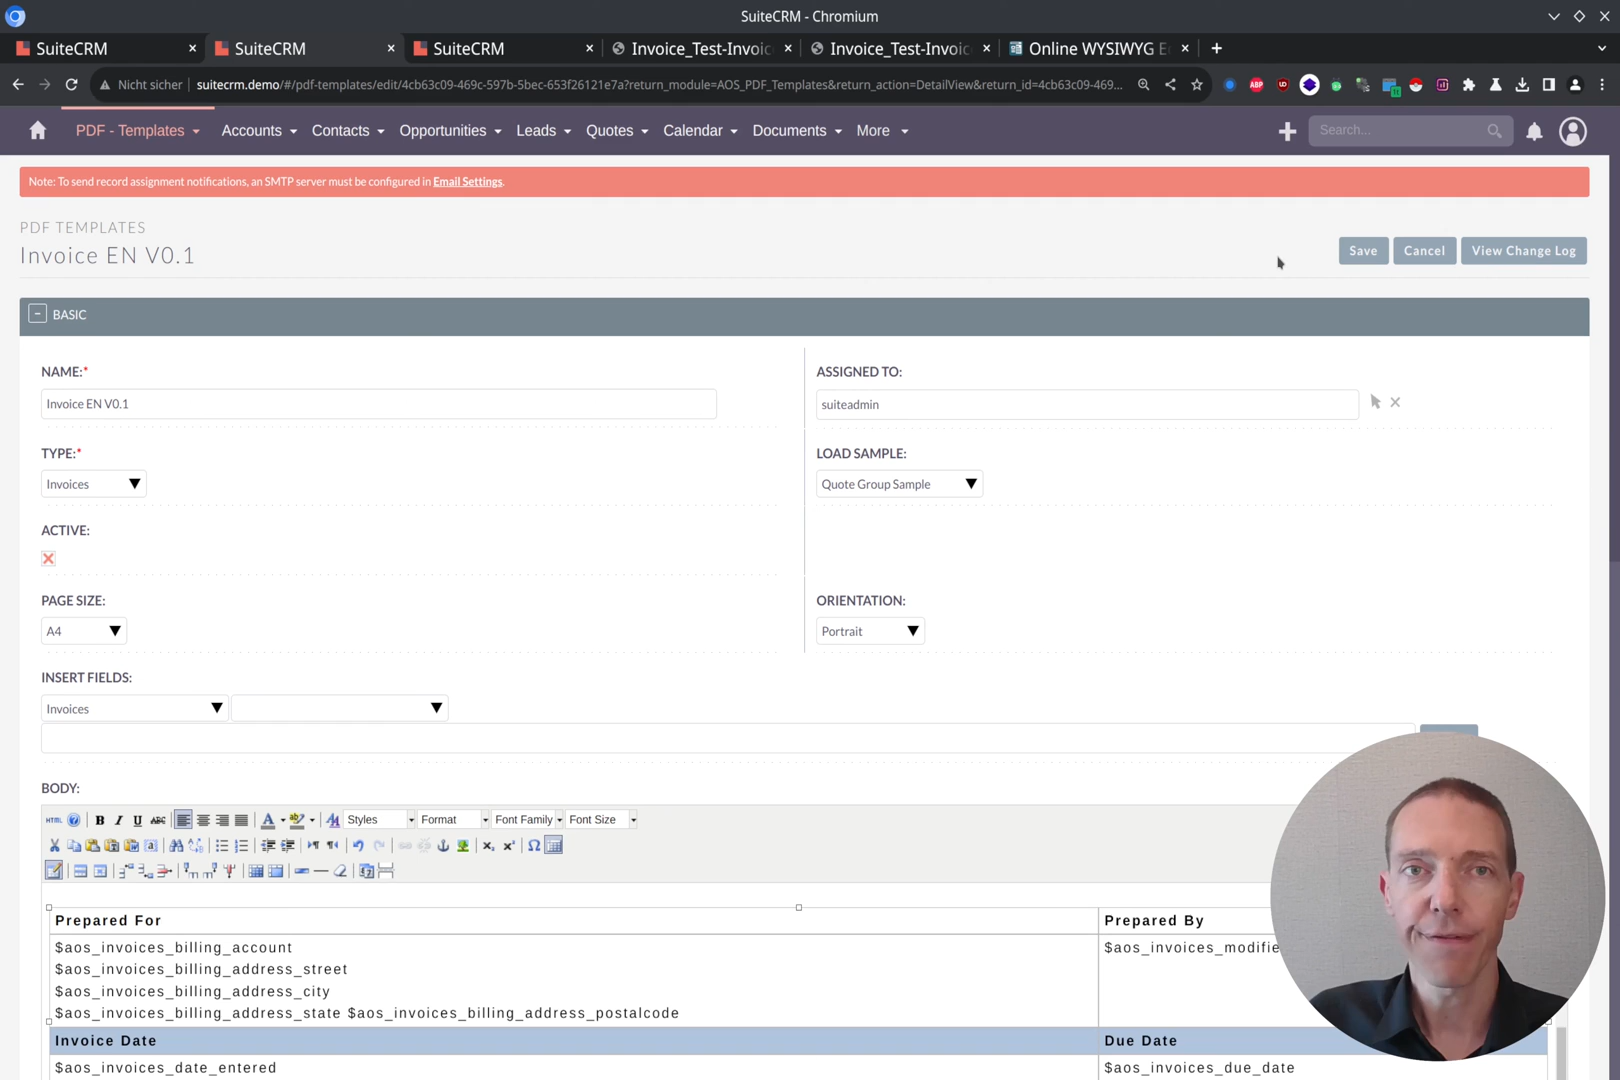 SuiteCRM - Chromium
SuiteCRM
SuiteCRM
SuiteCRM
Invoice_Test-Invoic
Invoice_Test-Invoic
Online WYSIWYG E
Nicht sicher
suitecrm.demo/#/pdf-templates/edit/4cb63c09-469c-597b-5bec-653f26121e7a?return_module=AOS_PDF_Templates&return_action=DetailView&return_id=4cb63c09-469...
PDF - Templates
Accounts
Contacts
Opportunities
Leads
Quotes
Calendar
Documents
More
Search...
Note: To send record assignment notifications, an SMTP server must be configured in Email Settings.
PDF TEMPLATES
Invoice EN V0.1
Save
Cancel
View Change Log
BASIC
NAME:*
Invoice EN V0.1
ASSIGNED TO:
suiteadmin
TYPE:*
Invoices
LOAD SAMPLE:
Quote Group Sample
ACTIVE:
PAGE SIZE:
A4
ORIENTATION:
Portrait
INSERT FIELDS:
Invoices
BODY:
HTML
Styles
Format
Font Family
Font Size
Prepared For
Prepared By
$aos_invoices_billing_account
$aos_invoices_modifie
$aos_invoices_billing_address_street
$aos_invoices_billing_address_city
$aos_invoices_billing_address_state $aos_invoices_billing_address_postalcode
Invoice Date
Due Date
$aos_invoices_date_entered
$aos_invoices_due_date